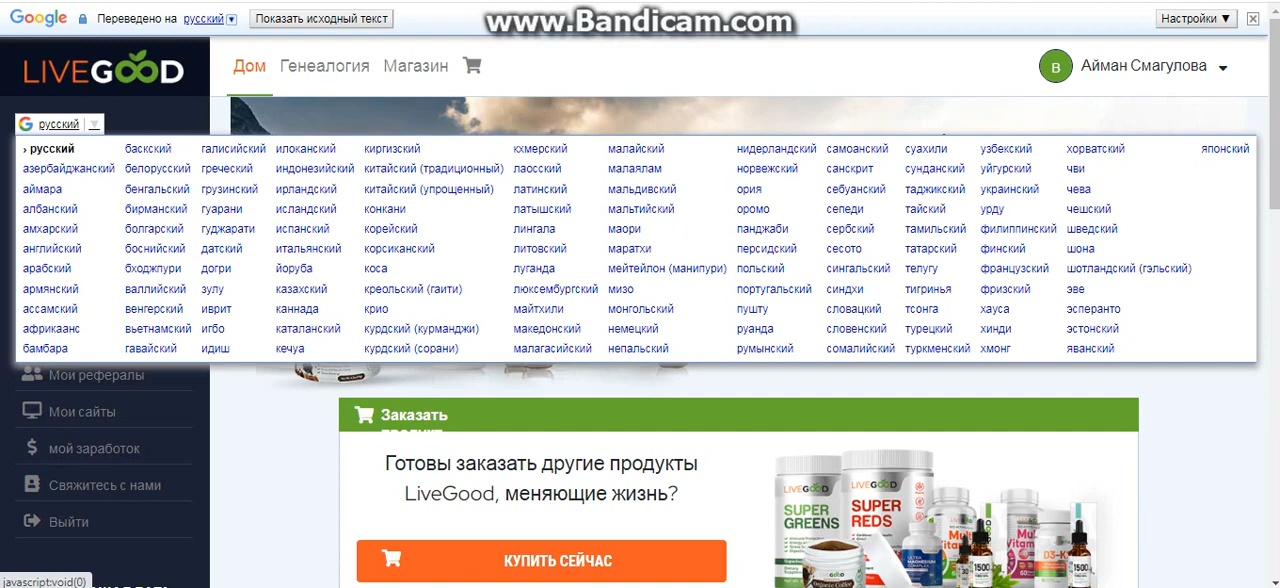 Google Переведено на русский ▼ Показать исходный текст
www.Bandicam.com
Настройки ▼
LIVEGOOD
Дом Генеалогия Магазин
B Айман Смагулова
русский
› русский баскский галисийский илоканский киргизский кхмерский малайский нидерландский самоанский суахили узбекский хорватский японский
азербайджанский белорусский греческий индонезийский китайский (традиционный) лаосский малаялам норвежский санскрит сунданский уйгурский чви
аймара бенгальский грузинский ирландский китайский (упрощенный) латинский мальдивский ория себуанский таджикский украинский чева
албанский бирманский гуарани исландский конкани латышский мальтийский оромо сепеди тайский урду чешский
амхарский болгарский гуджарати испанский корейский лингала маори панджаби сербский тамильский филиппинский шведский
английский боснийский датский итальянский корсиканский литовский маратхи персидский сесото татарский финский шона
арабский бходжпури догри йоруба коса луганда мейтейлон (манипури) польский сингальский телугу французский шотландский (гэльский)
армянский валлийский зулу казахский креольский (гаити) люксембургский мизо португальский синдхи тигринья фризский эве
ассамский венгерский иврит каннада крио майтхили монгольский пушту словацкий тсонга хауса эсперанто
африкаанс вьетнамский игбо каталанский курдский (курманджи) македонский немецкий руанда словенский турецкий хинди эстонский
бамбара гавайский идиш кечуа курдский (сорани) малагасийский непальский румынский сомалийский туркменский хмонг яванский
Мои рефералы
Мои сайты
мой заработок
Свяжитесь с нами
Выйти
Заказать
продукт
Готовы заказать другие продукты
LiveGood, меняющие жизнь?
КУПИТЬ СЕЙЧАС
LIVEGOOD
SUPER
GREENS
LIVEGOOD
SUPER
REDS
D3-K2
1500
1500
javascript:void(0)